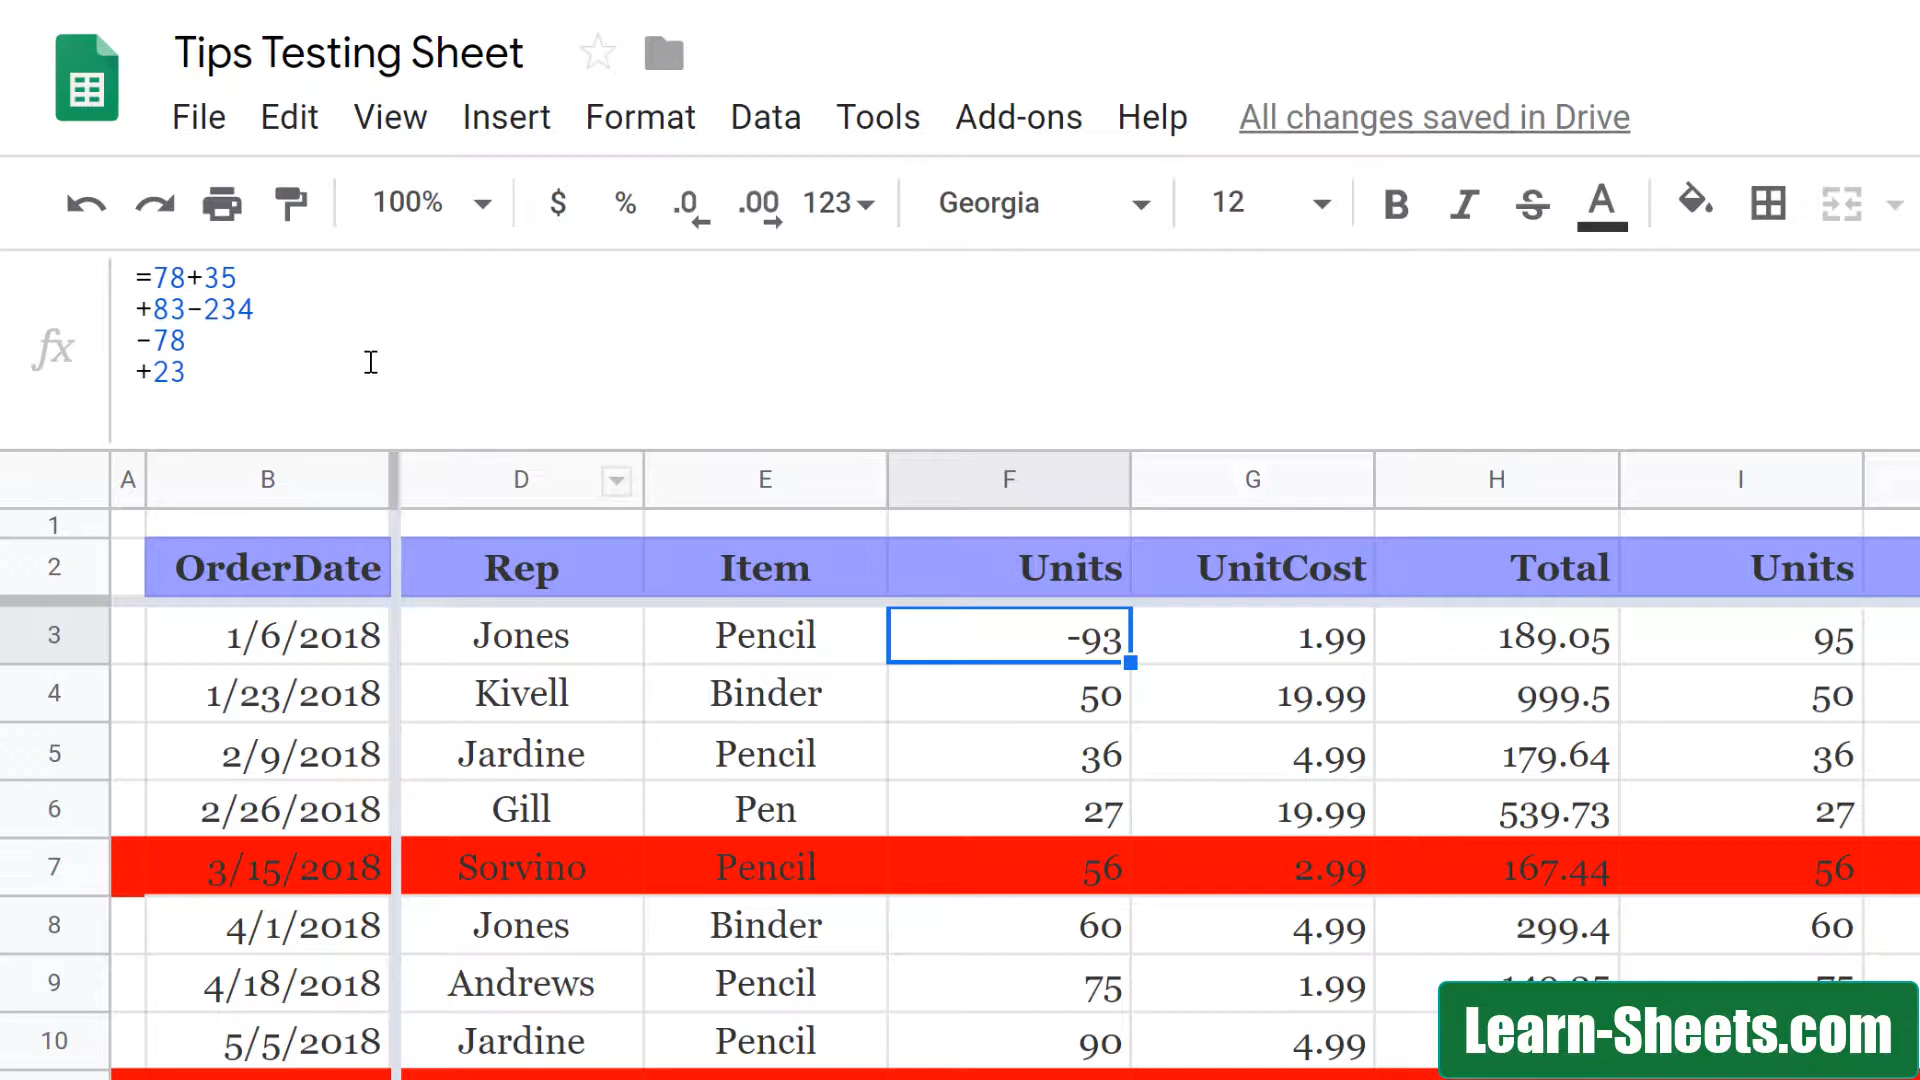 Tips Testing Sheet
File Edit View Insert Format Data Tools Add-ons Help All changes saved in Drive
100% $ % .0 .00 123 Georgia 12 B I S A
fx
=78+35
+83-234
-78
+23
A B D E F G H I
1
2 OrderDate Rep Item Units UnitCost Total Units
3 1/6/2018 Jones Pencil -93 1.99 189.05 95
4 1/23/2018 Kivell Binder 50 19.99 999.5 50
5 2/9/2018 Jardine Pencil 36 4.99 179.64 36
6 2/26/2018 Gill Pen 27 19.99 539.73 27
7 3/15/2018 Sorvino Pencil 56 2.99 167.44 56
8 4/1/2018 Jones Binder 60 4.99 299.4 60
9 4/18/2018 Andrews Pencil 75 1.99
10 5/5/2018 Jardine Pencil 90 4.99
Learn-Sheets.com